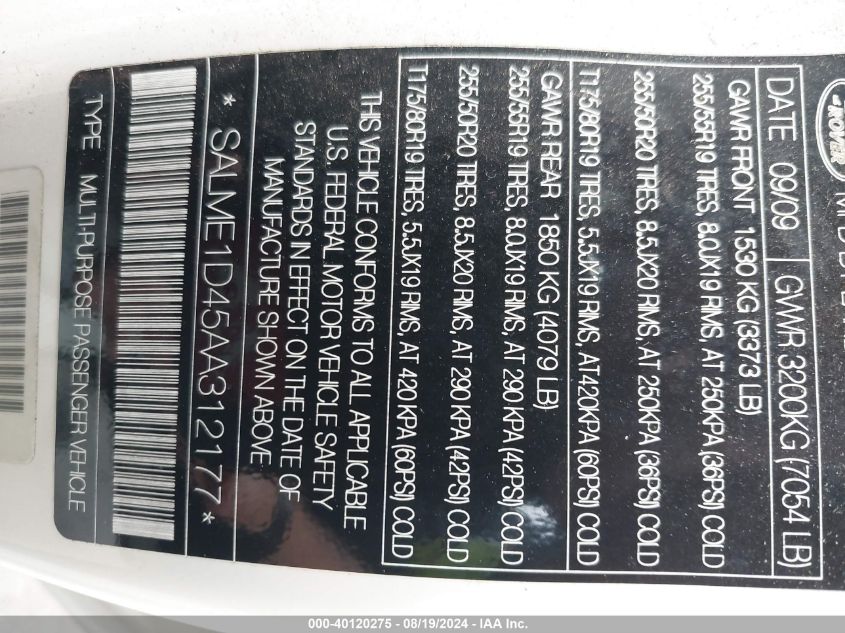 ROVER
DATE 09/09 GVWR 3200KG (7054 LB)
GAWR FRONT 1530 KG (3373 LB)
255/55R19 TIRES, 8.0JX19 RIMS, AT 250KPA (36PSI) COLD
255/50R20 TIRES, 8.5JX20 RIMS, AT 250KPA (36PSI) COLD
T175/80R19 TIRES, 5.5JX19 RIMS, AT420KPA (60PSI) COLD
GAWR REAR 1850 KG (4079 LB)
255/55R19 TIRES, 8.0JX19 RIMS, AT 290 KPA (42PSI) COLD
255/50R20 TIRES, 8.5JX20 RIMS, AT 290 KPA (42PSI) COLD
T175/80R19 TIRES, 5.5JX19 RIMS, AT 420 KPA (60PSI) COLD
THIS VEHICLE CONFORMS TO ALL APPLICABLE
U.S. FEDERAL MOTOR VEHICLE SAFETY
STANDARDS IN EFFECT ON THE DATE OF
MANUFACTURE SHOWN ABOVE
* SALME1D45AA312177 *
TYPE MULTI-PURPOSE PASSENGER VEHICLE
000-40120275 - 08/19/2024 - IAA Inc.